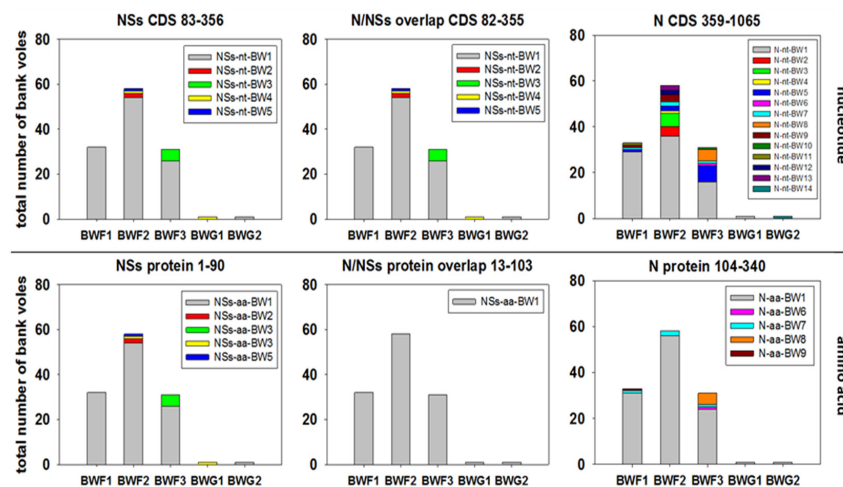 NSs CDS 83-356
N/NSs overlap CDS 82-355
N CDS 359-1065
total number of bank voles
80
60
40
20
0
NSs-nt-BW1
NSs-nt-BW2
NSs-nt-BW3
NSs-nt-BW4
NSs-nt-BW5
BWF1 BWF2 BWF3 BWG1 BWG2
80
60
40
20
0
NSs-nt-BW1
NSs-nt-BW2
NSs-nt-BW3
NSs-nt-BW4
NSs-nt-BW5
BWF1 BWF2 BWF3 BWG1 BWG2
80
60
40
20
0
N-nt-BW1
N-nt-BW2
N-nt-BW3
N-nt-BW4
N-nt-BW5
N-nt-BW6
N-nt-BW7
N-nt-BW8
N-nt-BW9
N-nt-BW10
N-nt-BW11
N-nt-BW12
N-nt-BW13
N-nt-BW14
BWF1 BWF2 BWF3 BWG1 BWG2
NSs protein 1-90
N/NSs protein overlap 13-103
N protein 104-340
total number of bank voles
80
60
40
20
0
NSs-aa-BW1
NSs-aa-BW2
NSs-aa-BW3
NSs-aa-BW3
NSs-aa-BW5
BWF1 BWF2 BWF3 BWG1 BWG2
80
60
40
20
0
NSs-aa-BW1
BWF1 BWF2 BWF3 BWG1 BWG2
80
60
40
20
0
N-aa-BW1
N-aa-BW6
N-aa-BW7
N-aa-BW8
N-aa-BW9
BWF1 BWF2 BWF3 BWG1 BWG2
amino acid